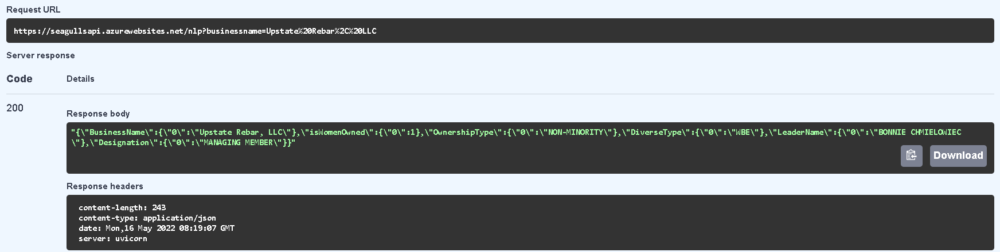 Request URL
https://seagullsapi.azurewebsites.net/nlp?businessname=Upstate%20Rebar%2C%20LLC
Server response
Code Details
200
Response body
"{\"BusinessName\":{\"0\":\"Upstate Rebar, LLC\"},\"isWomenOwned\":{\"0\":1},\"OwnershipType\":{\"0\":\"NON-MINORITY\"},\"DiverseType\":{\"0\":\"WBE\"},\"LeaderName\":{\"0\":\"BONNIE CHMIELOWIEC
\"},\"Designation\":{\"0\":\"MANAGING MEMBER\"}}"
Download
Response headers
content-length: 243
content-type: application/json
date: Mon,16 May 2022 08:19:07 GMT
server: uvicorn